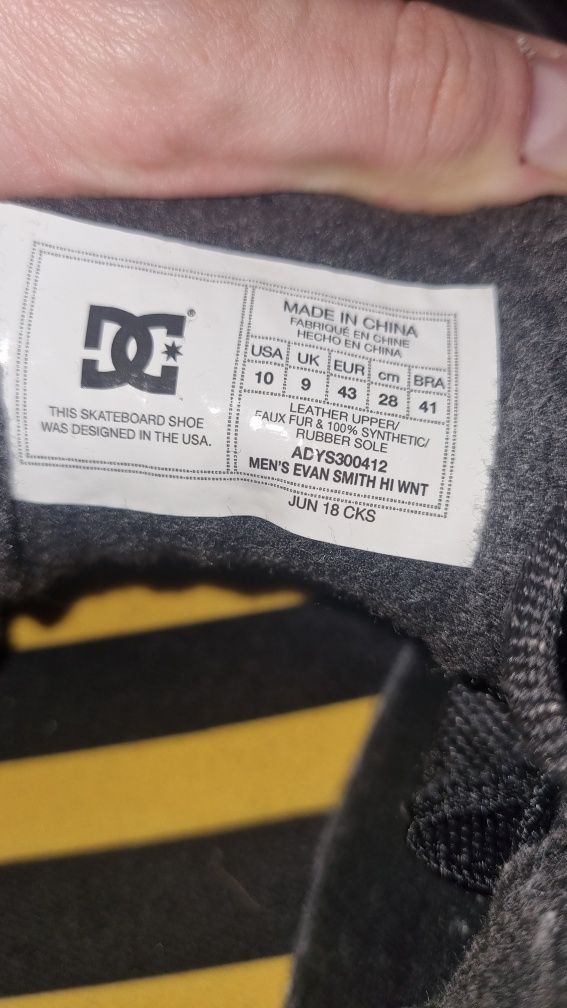 DC®
THIS SKATEBOARD SHOE
WAS DESIGNED IN THE USA.
MADE IN CHINA
FABRIQUÉ EN CHINE
HECHO EN CHINA
USA UK EUR cm BRA
10 9 43 28 41
LEATHER UPPER/
FAUX FUR & 100% SYNTHETIC/
RUBBER SOLE
ADYS300412
MEN'S EVAN SMITH HI WNT
JUN 18 CKS